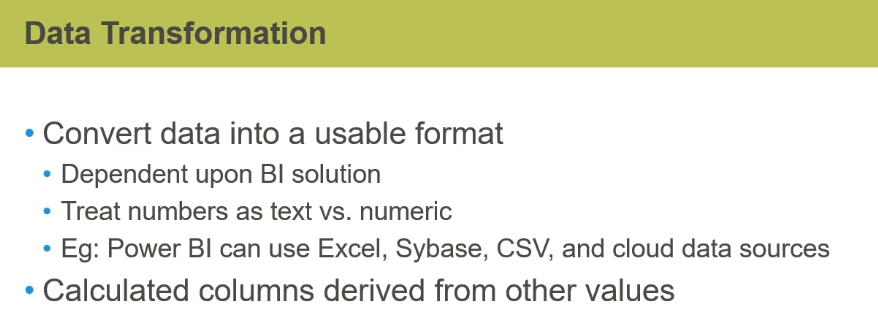 Data Transformation
• Convert data into a usable format
• Dependent upon BI solution
• Treat numbers as text vs. numeric
• Eg: Power BI can use Excel, Sybase, CSV, and cloud data sources
• Calculated columns derived from other values